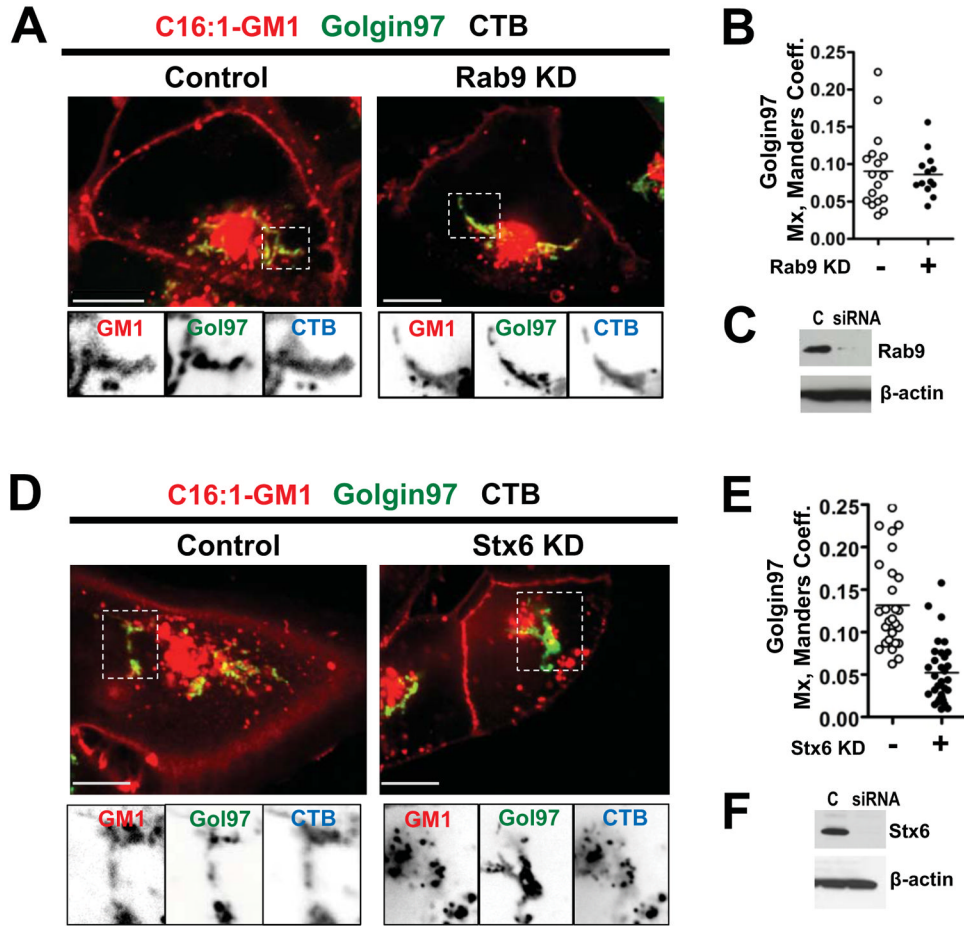 A
C16:1-GM1 Golgin97 CTB
Control
Rab9 KD
GM1
Gol97
CTB
GM1
Gol97
CTB
B
Golgin97
Mx, Manders Coeff.
0.25
0.20
0.15
0.10
0.05
0.00
Rab9 KD - +
C
C siRNA
Rab9
β-actin
D
C16:1-GM1 Golgin97 CTB
Control
Stx6 KD
GM1
Gol97
CTB
GM1
Gol97
CTB
E
Golgin97
Mx, Manders Coeff.
0.25
0.20
0.15
0.10
0.05
0.00
Stx6 KD - +
F
C siRNA
Stx6
β-actin